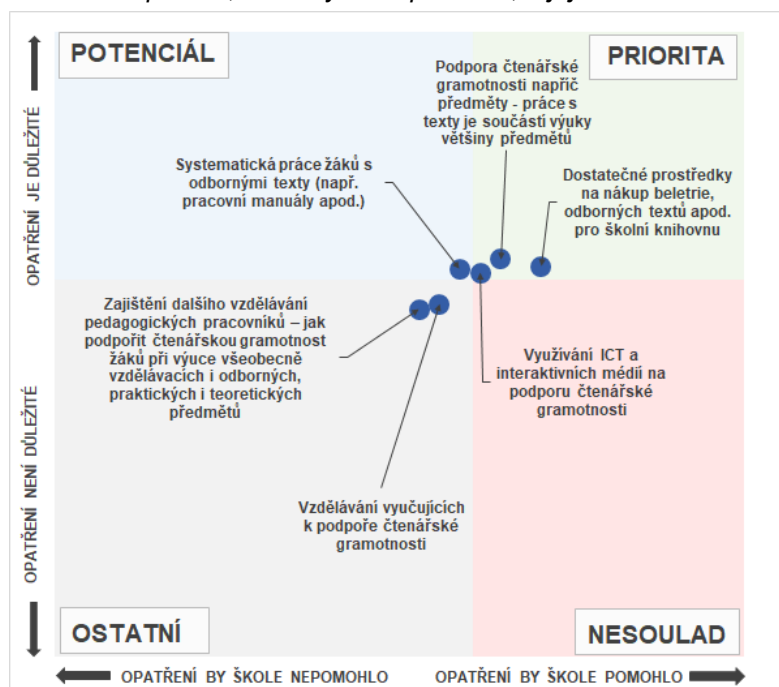 POTENCIÁL
PRIORITA
Podpora čtenářské
gramotnosti napříč
předměty - práce s
texty je součástí výuky
většiny předmětů
Systematická práce žáků s
odbornými texty (např.
pracovní manuály apod.)
Dostatečné prostředky
na nákup beletrie,
odborných textů apod.
pro školní knihovnu
Zajištění dalšího vzdělávání
pedagogických pracovníků – jak
podpořit čtenářskou gramotnost
žáků při výuce všeobecně
vzdělávacích i odborných,
praktických i teoretických
předmětů
Využívání ICT a
interaktivních médií na
podporu čtenářské
gramotnosti
Vzdělávání vyučujících
k podpoře čtenářské
gramotnosti
OSTATNÍ
NESOULAD
OPATŘENÍ JE DŮLEŽITÉ
OPATŘENÍ NENÍ DŮLEŽITÉ
OPATŘENÍ BY ŠKOLE NEPOMOHLO
OPATŘENÍ BY ŠKOLE POMOHLO